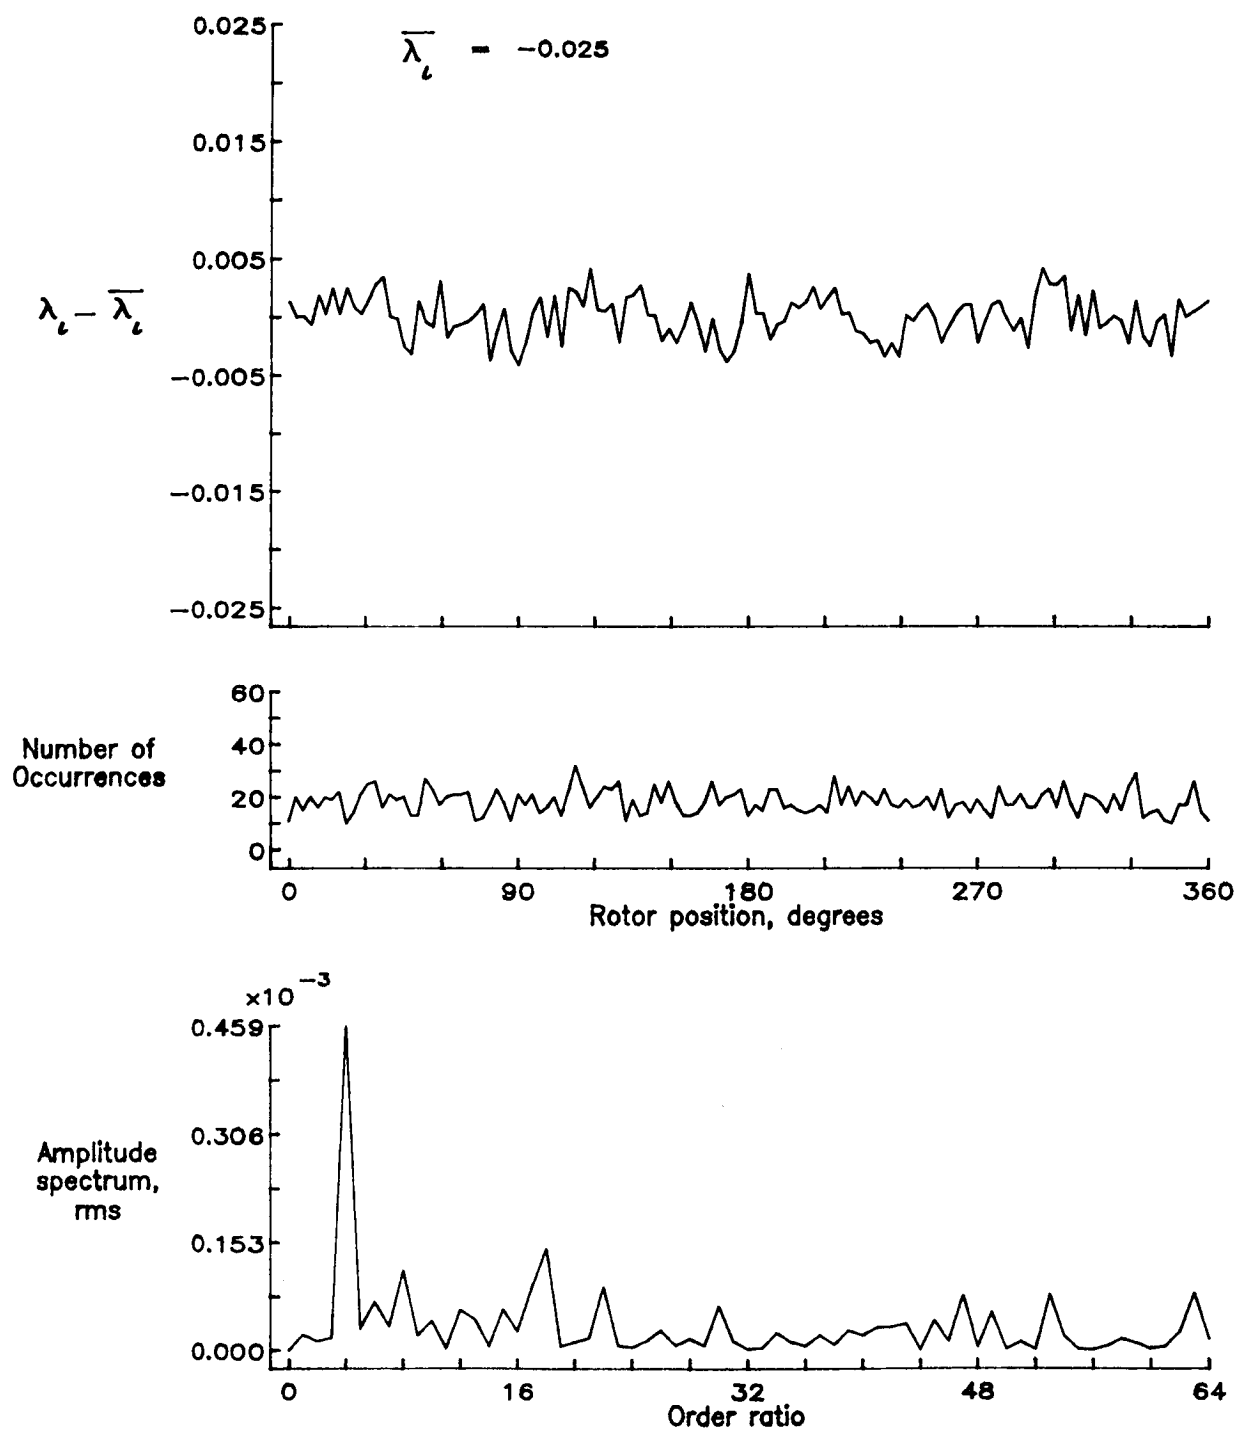 0.025
λ̅ᵢ = −0.025
0.015
0.005
λᵢ − λ̅ᵢ
−0.005
−0.015
−0.025
60
Number of
Occurrences
40
20
0
0 90 180 270 360
Rotor position, degrees
×10⁻³
0.459
0.306
Amplitude
spectrum,
rms
0.153
0.000
0 16 32 48 64
Order ratio